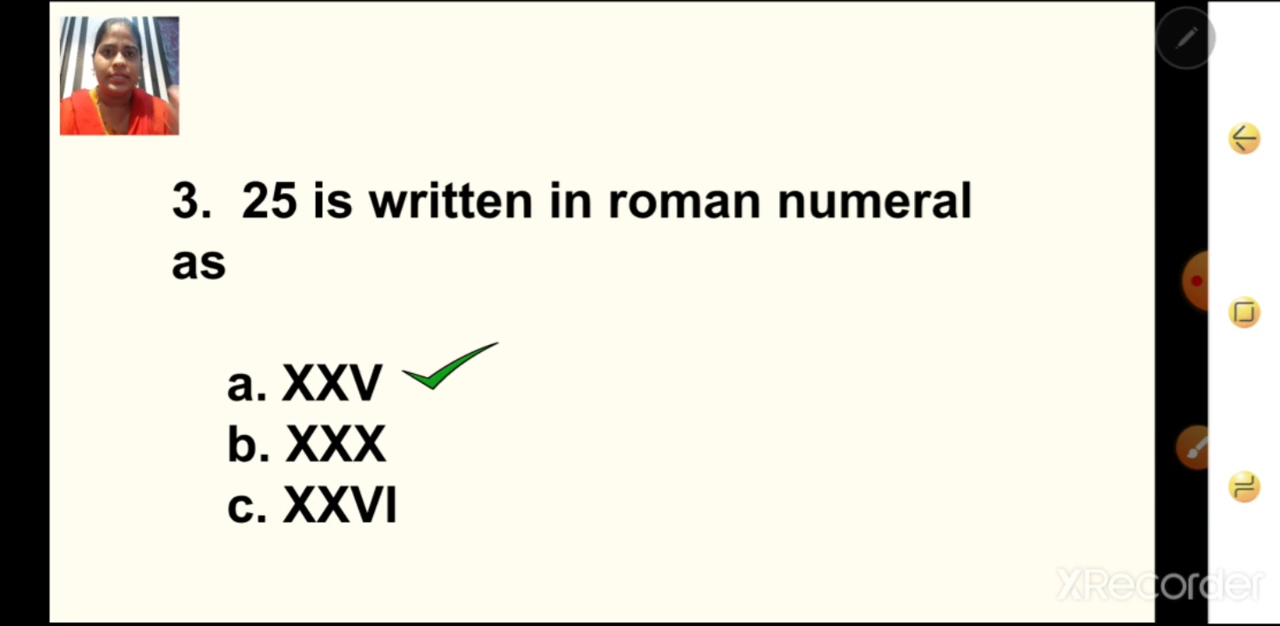 3. 25 is written in roman numeral
as
a. XXV
b. XXX
c. XXVI
XRecorder